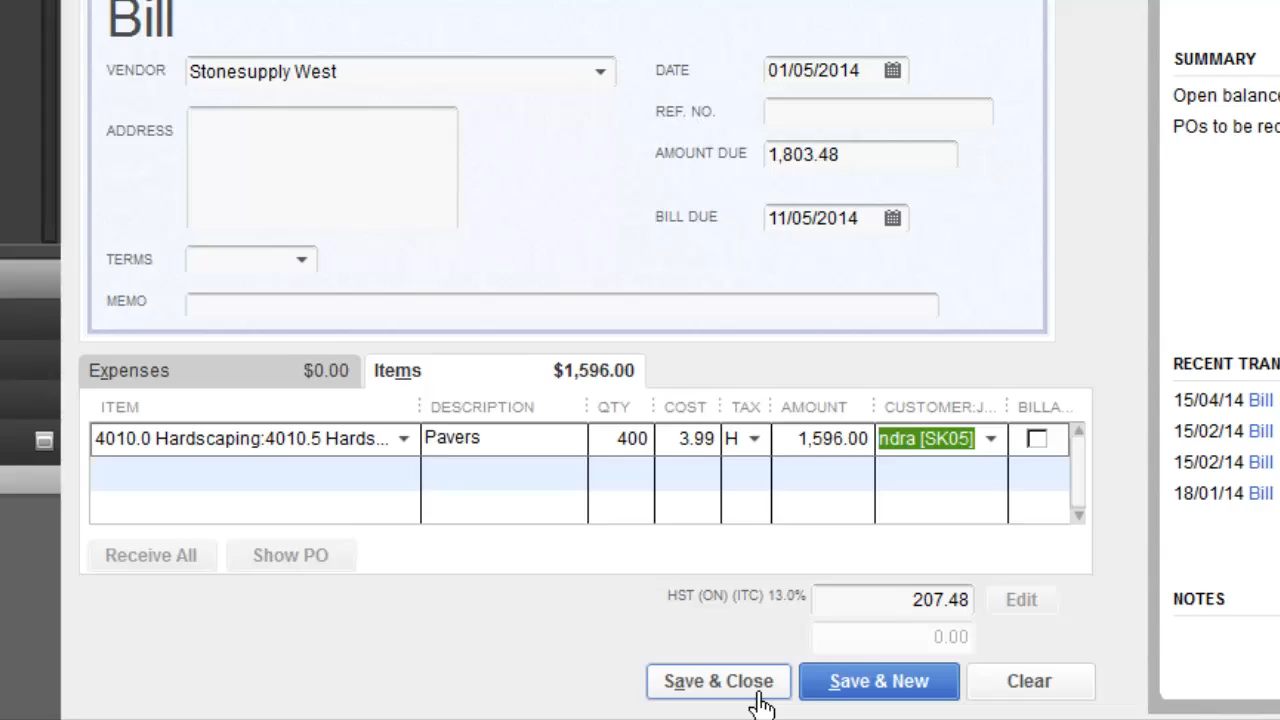 Bill
VENDOR Stonesupply West
DATE 01/05/2014
REF. NO.
ADDRESS
AMOUNT DUE 1,803.48
BILL DUE 11/05/2014
TERMS
MEMO
Expenses $0.00 Items $1,596.00
ITEM DESCRIPTION QTY COST TAX AMOUNT CUSTOMER:J... BILLA...
4010.0 Hardscaping:4010.5 Hards... Pavers 400 3.99 H 1,596.00 ndra [SK05]
Receive All Show PO
HST (ON) (ITC) 13.0% 207.48 Edit
0.00
Save & Close Save & New Clear
SUMMARY
Open balance
POs to be rec
RECENT TRAN
15/04/14 Bill
15/02/14 Bill
15/02/14 Bill
18/01/14 Bill
NOTES